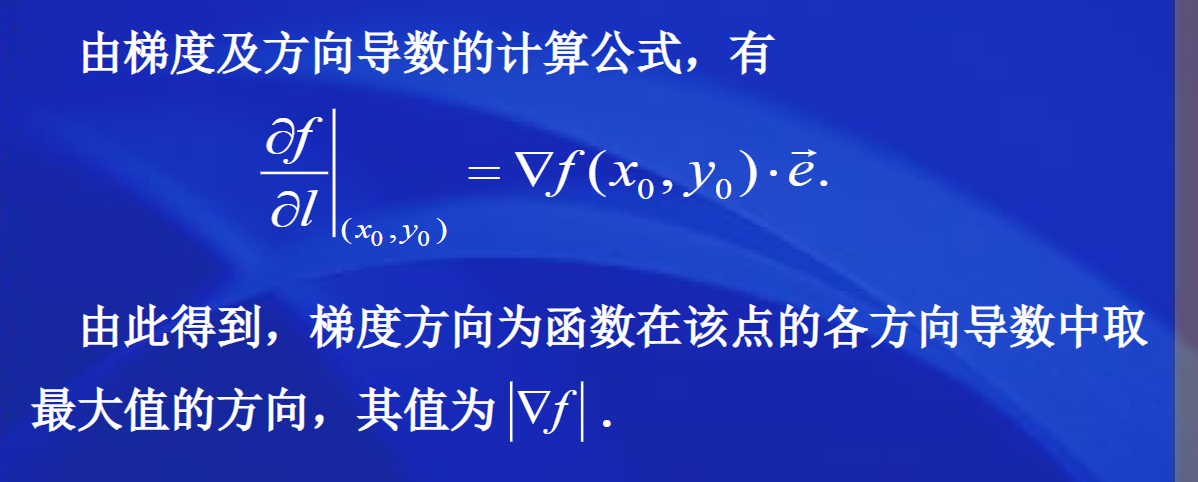 由梯度及方向导数的计算公式，有
$\left.\dfrac{\partial f}{\partial l}\right|_{(x_0,y_0)} = \nabla f(x_0,y_0)\cdot \vec{e}.$
由此得到，梯度方向为函数在该点的各方向导数中取
最大值的方向，其值为 $|\nabla f|$ .